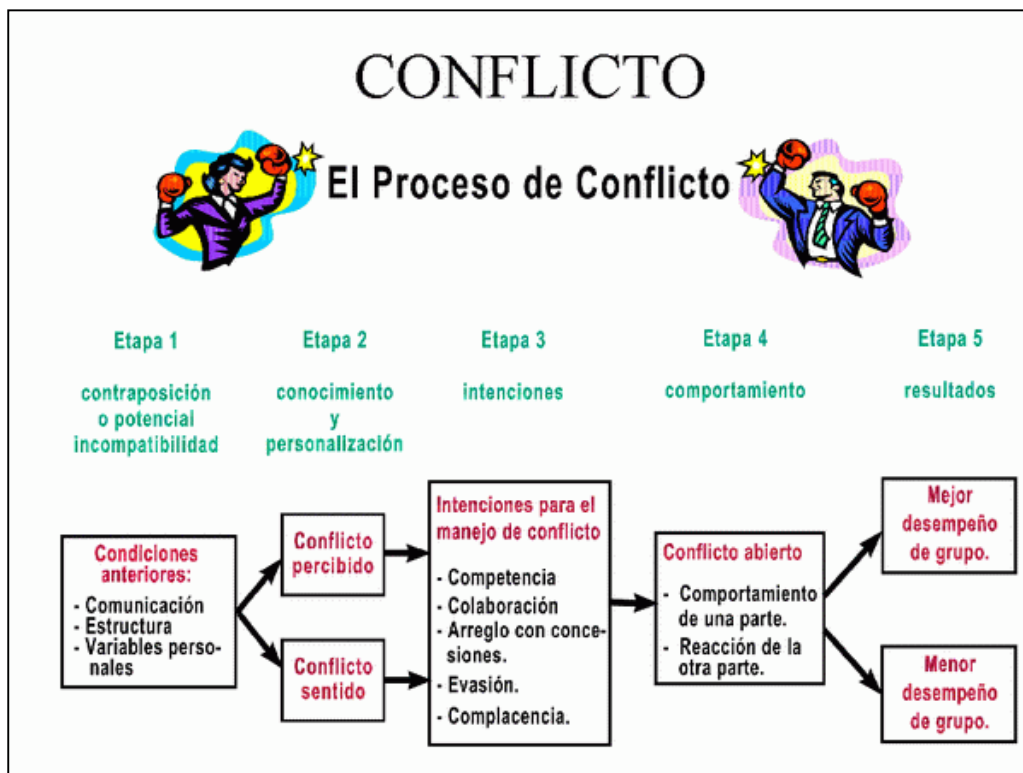 CONFLICTO
El Proceso de Conflicto
Etapa 1
contraposición
o potencial
incompatibilidad
Etapa 2
conocimiento
y
personalización
Etapa 3
intenciones
Etapa 4
comportamiento
Etapa 5
resultados
Condiciones
anteriores:
- Comunicación
- Estructura
- Variables perso-
nales
Conflicto
percibido
Conflicto
sentido
Intenciones para el
manejo de conflicto
- Competencia
- Colaboración
- Arreglo con conce-
siones.
- Evasión.
- Complacencia.
Conflicto abierto
- Comportamiento
de una parte.
- Reacción de la
otra parte.
Mejor
desempeño
de grupo.
Menor
desempeño
de grupo.